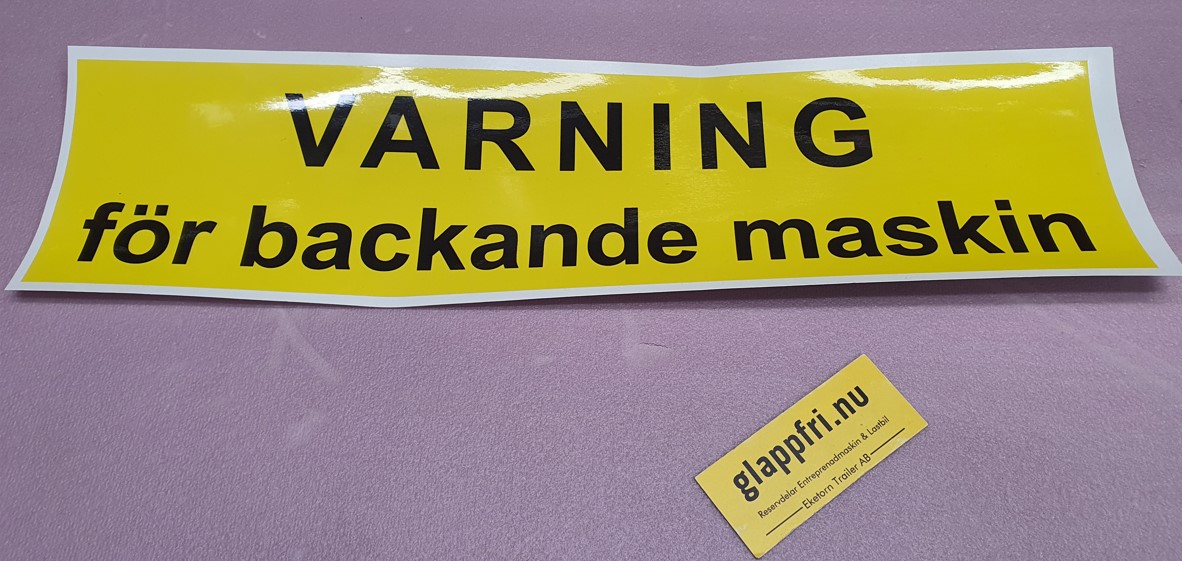 VARNING
för backande maskin
glappfri.nu
Reservdelar Entreprenadmaskin & Lastbil
Eketorn Trailer AB